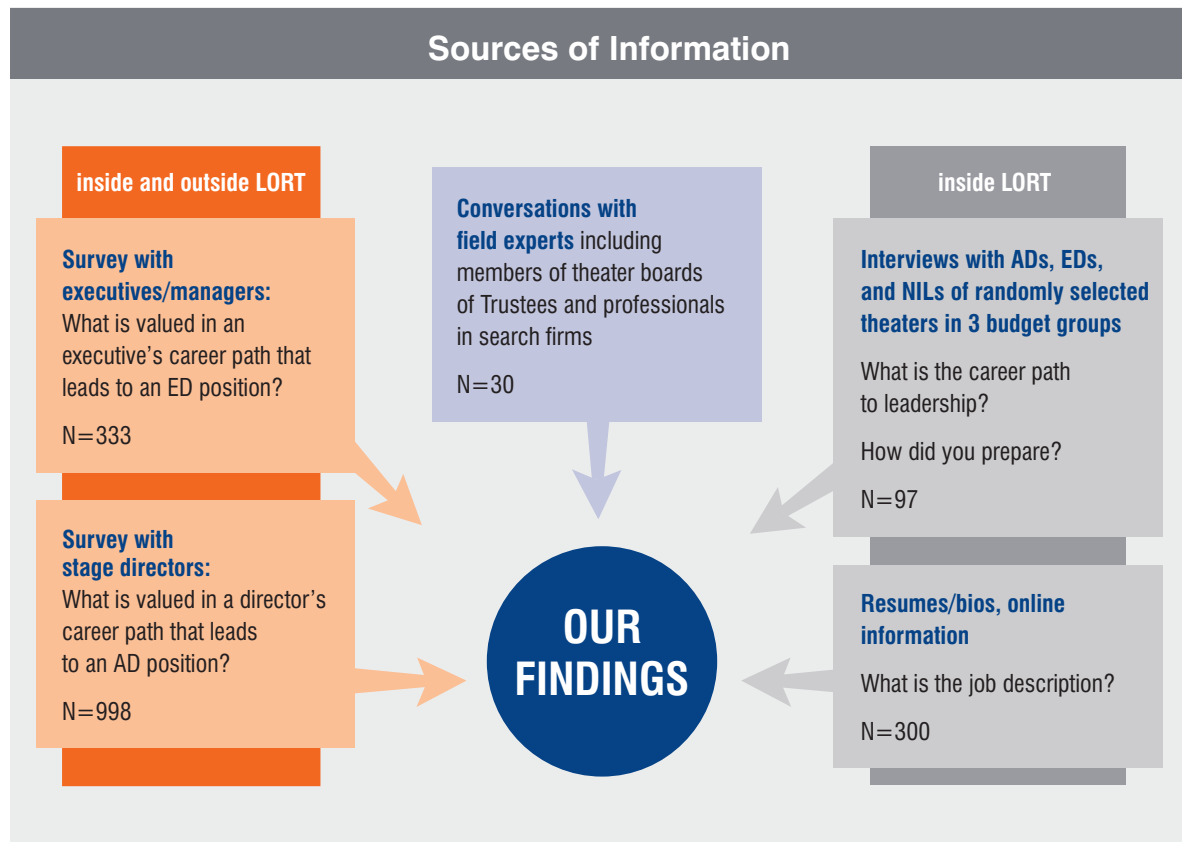 Sources of Information
inside and outside LORT
Survey with
executives/managers:
What is valued in an
executive’s career path that
leads to an ED position?
N=333
Survey with
stage directors:
What is valued in a director’s
career path that leads
to an AD position?
N=998
Conversations with
field experts including
members of theater boards
of Trustees and professionals
in search firms
N=30
OUR
FINDINGS
inside LORT
Interviews with ADs, EDs,
and NILs of randomly selected
theaters in 3 budget groups
What is the career path
to leadership?
How did you prepare?
N=97
Resumes/bios, online
information
What is the job description?
N=300